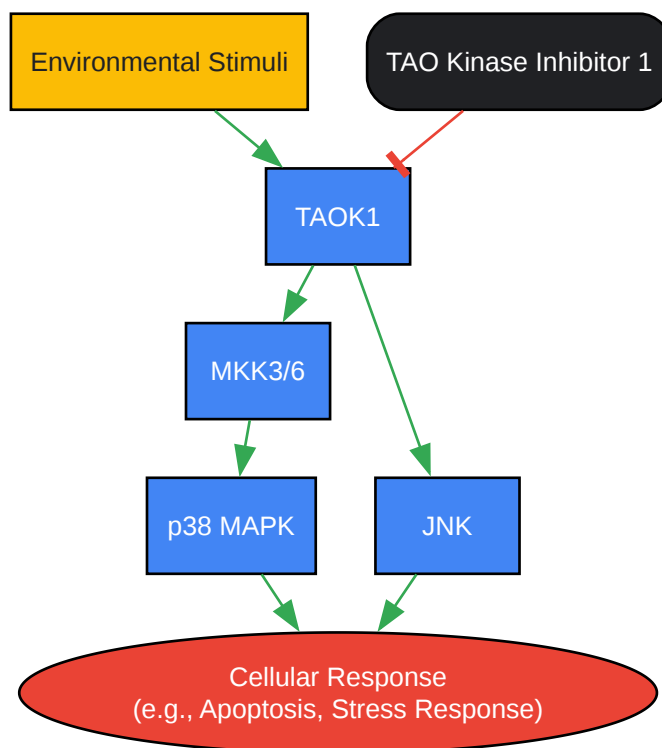 Environmental Stimuli
TAO Kinase Inhibitor 1
TAOK1
MKK3/6
p38 MAPK
JNK
Cellular Response
(e.g., Apoptosis, Stress Response)